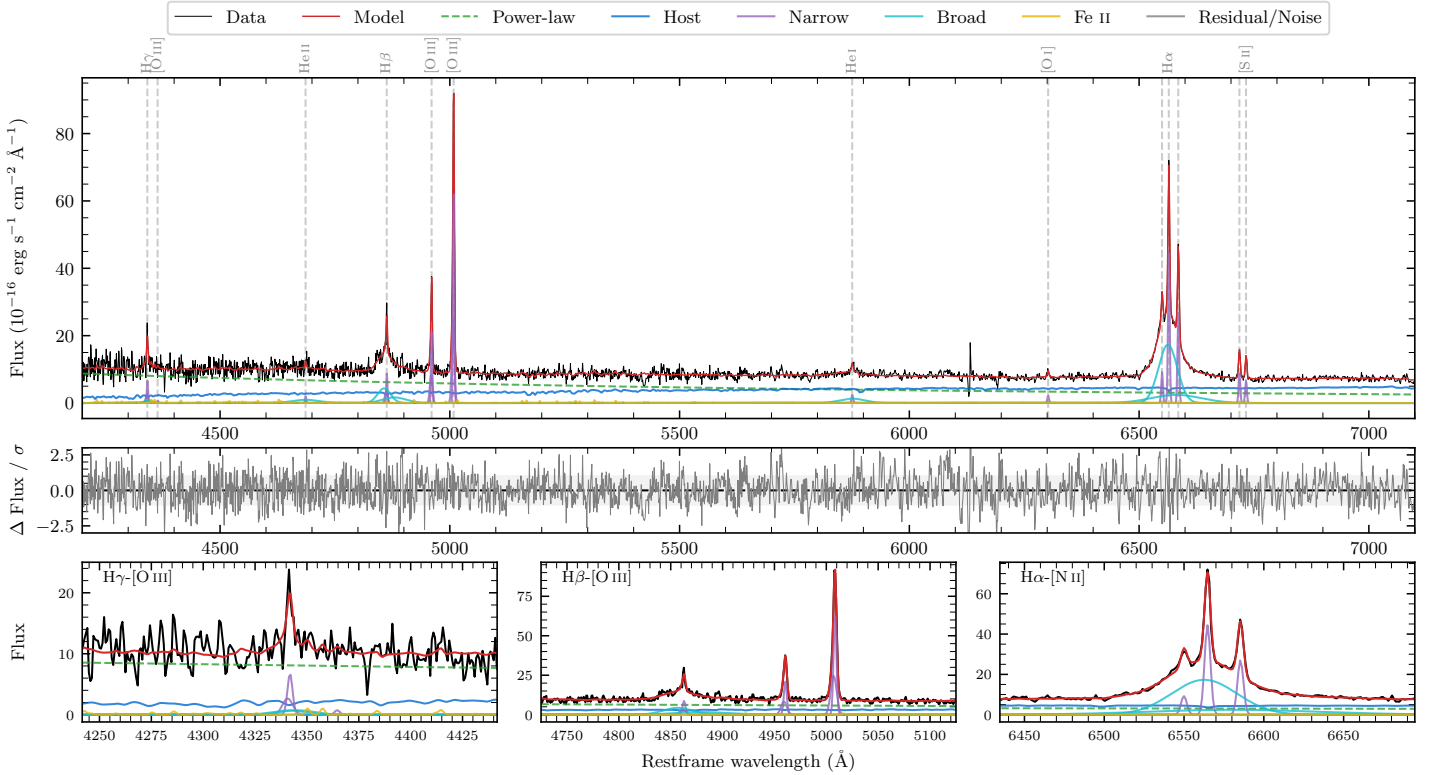 Data Model Power-law Host Narrow Broad Fe II Residual/Noise
Hγ [O III] He II Hβ [O III] [O III] He I [O I] Hα [S II]
Flux (10⁻¹⁶ erg s⁻¹ cm⁻² Å⁻¹)
80
60
40
20
0
4500 5000 5500 6000 6500 7000
Δ Flux / σ
2.5
0.0
−2.5
4500 5000 5500 6000 6500 7000
Flux
Hγ-[O III]
20
10
0
4250 4275 4300 4325 4350 4375 4400 4425
Hβ-[O III]
75
50
25
0
4750 4800 4850 4900 4950 5000 5050 5100
Hα-[N II]
60
40
20
0
6450 6500 6550 6600 6650
Restframe wavelength (Å)